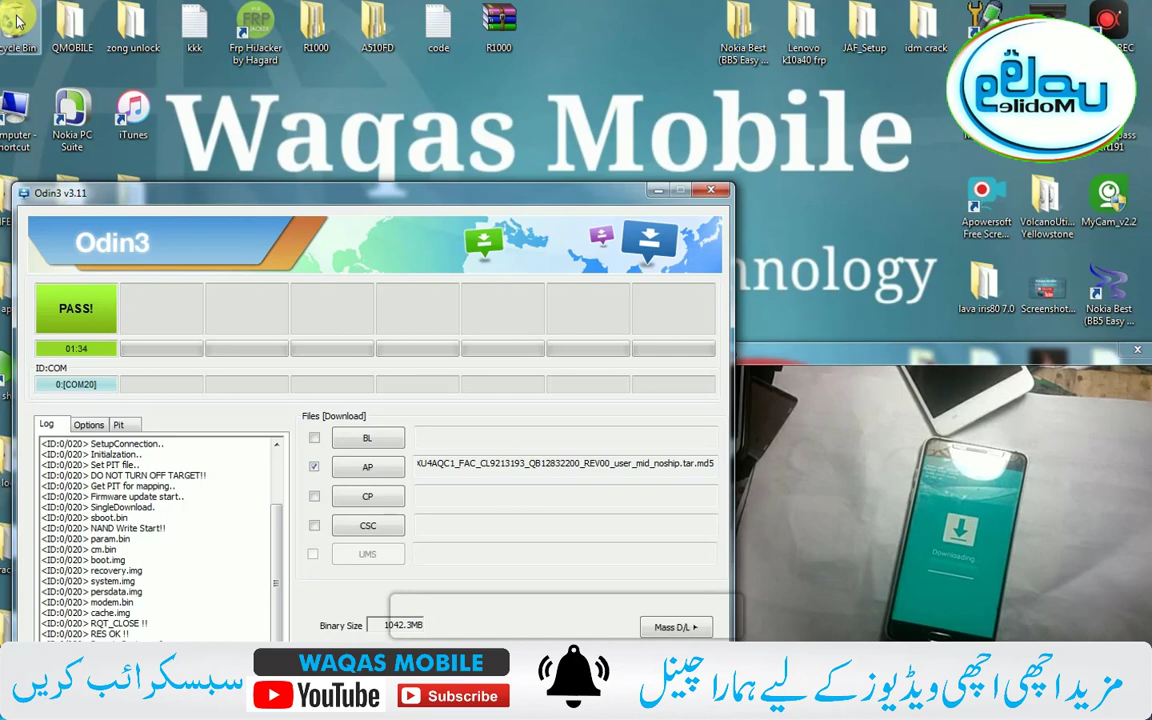 cycle Bin
QMOBILE
zong unlock
kkk
Frp HiJacker
by Hagard
R1000
A510FD
code
R1000
Nokia Best
(BB5 Easy ...
Lenovo
k10a40 frp
JAF_Setup
idm crack
موبائل
Mobile
mputer -
hortcut
Nokia PC
Suite
iTunes
Waqas Mobile
Apowersoft
Free Scre...
VolcanoUti...
Yellowstone
MyCam_v2.2
nology
lava iris80 7.0
Screenshot...
Nokia Best
(BB5 Easy ...
Odin3 v3.11
Odin3
PASS!
01:34
ID:COM
0:[COM20]
Log
Options
Pit
Files [Download]
<ID:0/020> SetupConnection..
<ID:0/020> Initialzation..
<ID:0/020> Set PIT file..
<ID:0/020> DO NOT TURN OFF TARGET!!
<ID:0/020> Get PIT for mapping..
<ID:0/020> Firmware update start..
<ID:0/020> SingleDownload.
<ID:0/020> sboot.bin
<ID:0/020> NAND Write Start!!
<ID:0/020> param.bin
<ID:0/020> cm.bin
<ID:0/020> boot.img
<ID:0/020> recovery.img
<ID:0/020> system.img
<ID:0/020> persdata.img
<ID:0/020> modem.bin
<ID:0/020> cache.img
<ID:0/020> RQT_CLOSE !!
<ID:0/020> RES OK !!
BL
AP
XU4AQC1_FAC_CL9213193_QB12832200_REV00_user_mid_noship.tar.md5
CP
CSC
UMS
Binary Size
1042.3MB
Mass D/L
Downloading
مزید اچھی اچھی ویڈیوز کے لیے ہمارا چینل
WAQAS MOBILE
YouTube
Subscribe
سبسکرائب کریں